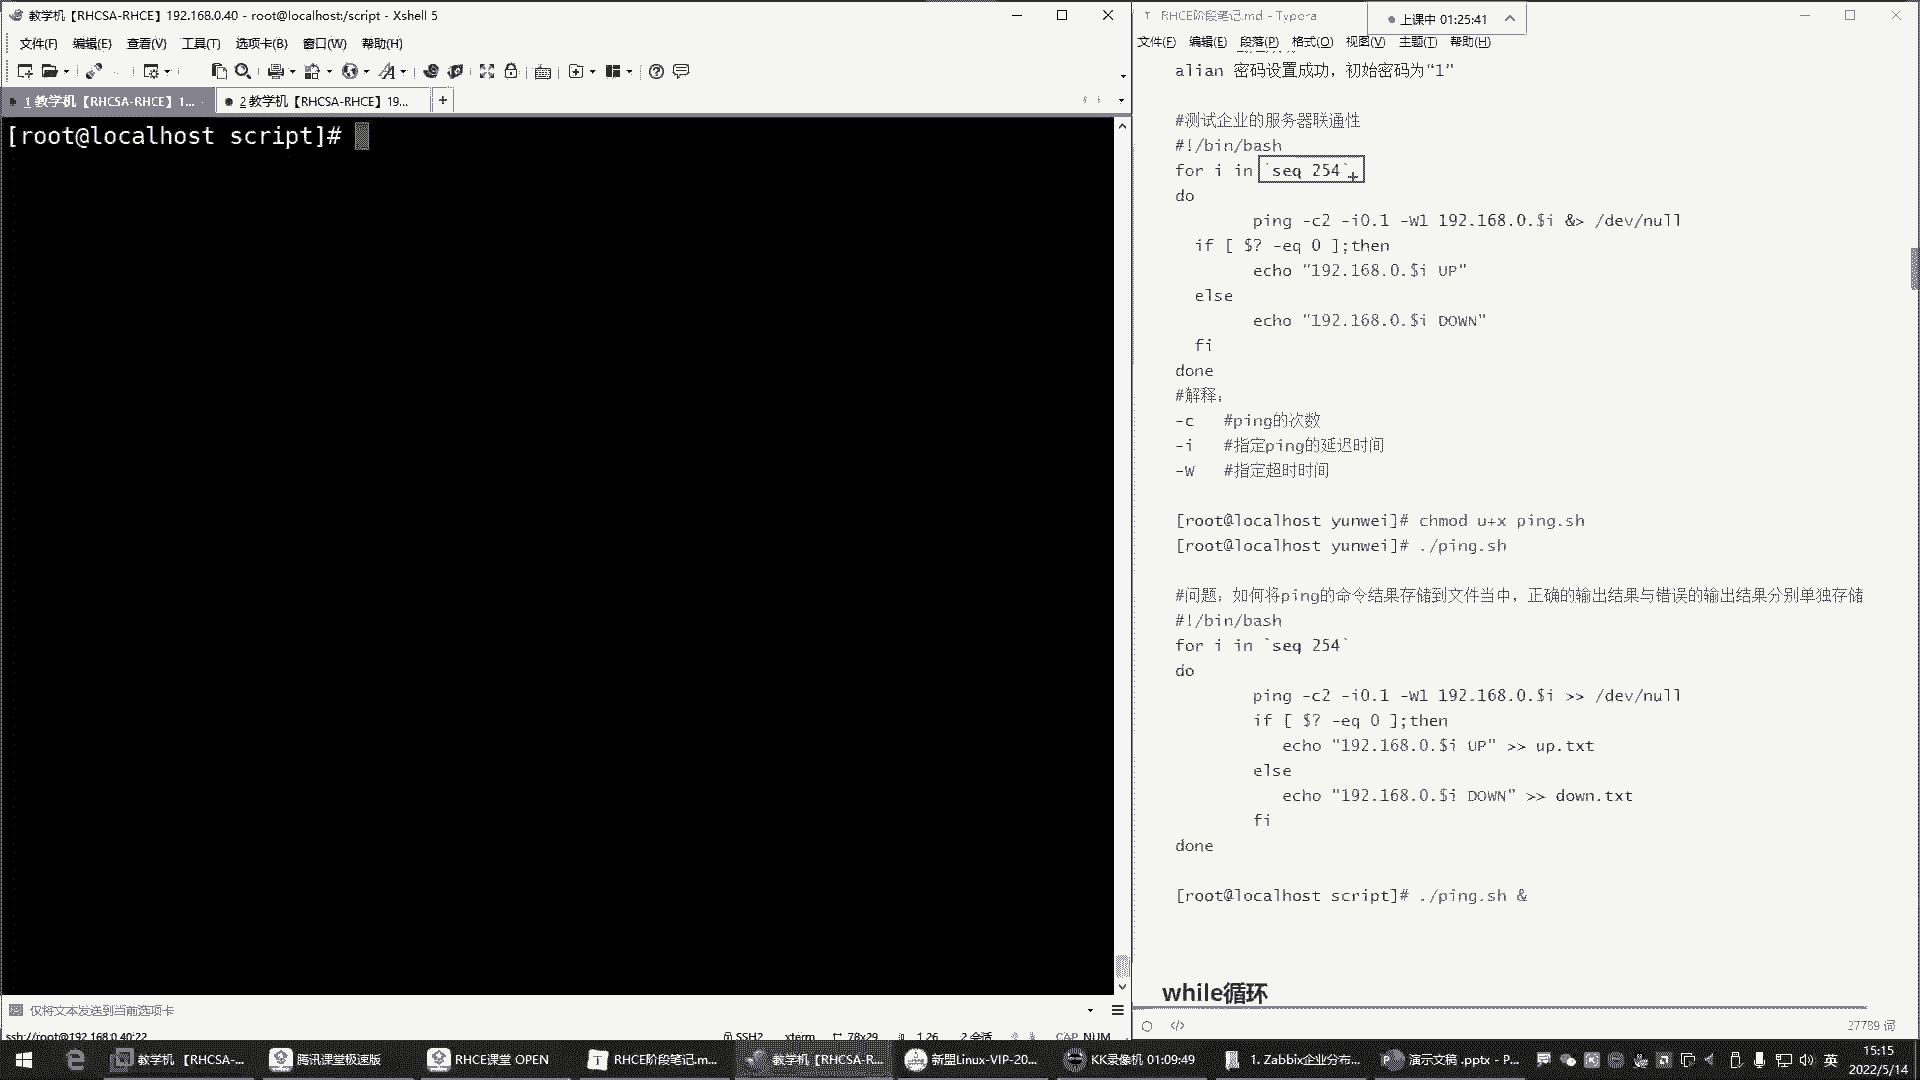 教学机【RHCSA-RHCE】192.168.0.40 - root@localhost:/script - Xshell 5
文件(F) 编辑(E) 查看(V) 工具(T) 选项卡(B) 窗口(W) 帮助(H)
1 教学机【RHCSA-RHCE】1...
2 教学机【RHCSA-RHCE】19...
[root@localhost script]#
仅将文本发送到当前选项卡
ssh://root@192.168.0.40:22
SSH2 xterm 78x29 1,26 2 会话 CAP NUM
RHCE阶段笔记.md - Typora
上课中 01:25:41
文件(F) 编辑(E) 段落(P) 格式(O) 视图(V) 主题(T) 帮助(H)
alian 密码设置成功，初始密码为“1”
#测试企业的服务器联通性
#!/bin/bash
for i in `seq 254`
do
ping -c2 -i0.1 -W1 192.168.0.$i &> /dev/null
if [ $? -eq 0 ];then
echo "192.168.0.$i UP"
else
echo "192.168.0.$i DOWN"
fi
done
#解释：
-c #ping的次数
-i #指定ping的延迟时间
-W #指定超时时间
[root@localhost yunwei]# chmod u+x ping.sh
[root@localhost yunwei]# ./ping.sh
#问题：如何将ping的命令结果存储到文件当中，正确的输出结果与错误的输出结果分别单独存储
#!/bin/bash
for i in `seq 254`
do
ping -c2 -i0.1 -W1 192.168.0.$i >> /dev/null
if [ $? -eq 0 ];then
echo "192.168.0.$i UP" >> up.txt
else
echo "192.168.0.$i DOWN" >> down.txt
fi
done
[root@localhost script]# ./ping.sh &
while循环
27789 词
教学机 【RHCSA-...
腾讯课堂极速版
RHCE课堂 OPEN
RHCE阶段笔记.m...
教学机【RHCSA-R...
新盟Linux-VIP-20...
KK录像机 01:09:49
1. Zabbix企业分布...
演示文稿 .pptx - P...
英
15:15
2022/5/14